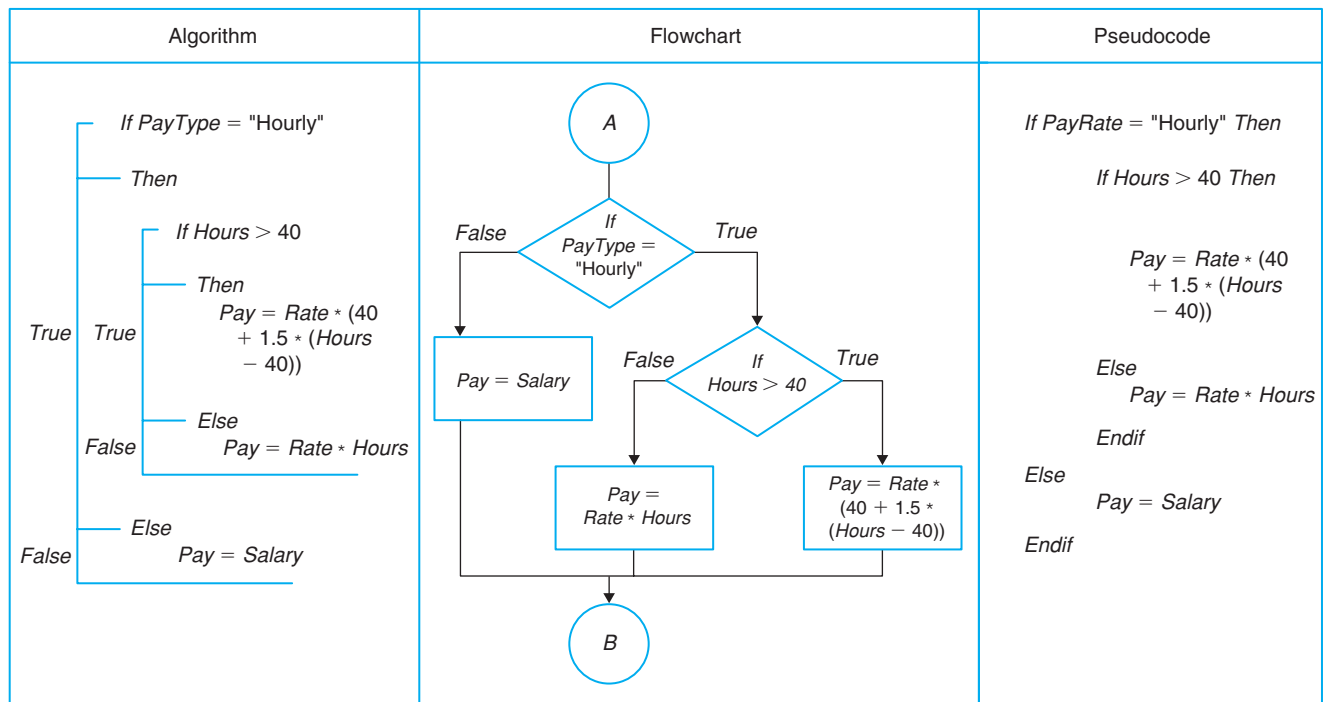 Algorithm
Flowchart
Pseudocode
If PayType = "Hourly"
Then
If Hours > 40
Then
Pay = Rate * (40
+ 1.5 * (Hours
− 40))
True
True
Else
False
Pay = Rate * Hours
Else
False
Pay = Salary
A
If
PayType =
"Hourly"
False
True
Pay = Salary
If
Hours > 40
False
True
Pay =
Rate * Hours
Pay = Rate *
(40 + 1.5 *
(Hours − 40))
B
If PayRate = "Hourly" Then
If Hours > 40 Then
Pay = Rate * (40
+ 1.5 * (Hours
− 40))
Else
Pay = Rate * Hours
Endif
Else
Pay = Salary
Endif